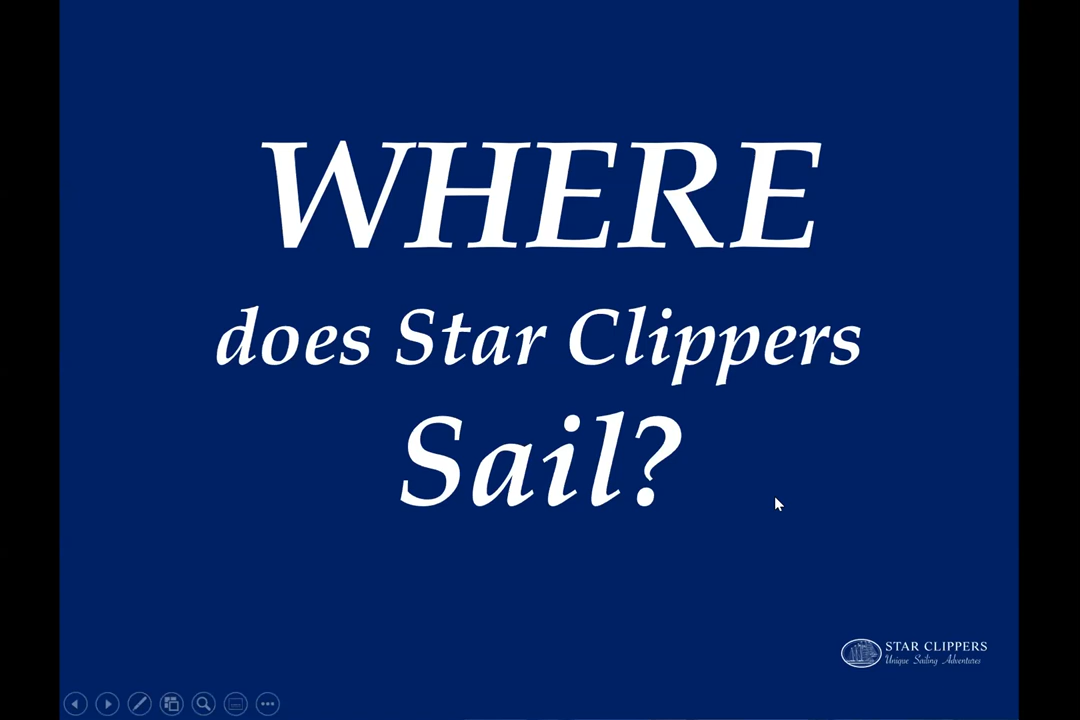 WHERE
does Star Clippers
Sail?
STAR CLIPPERS
Unique Sailing Adventures